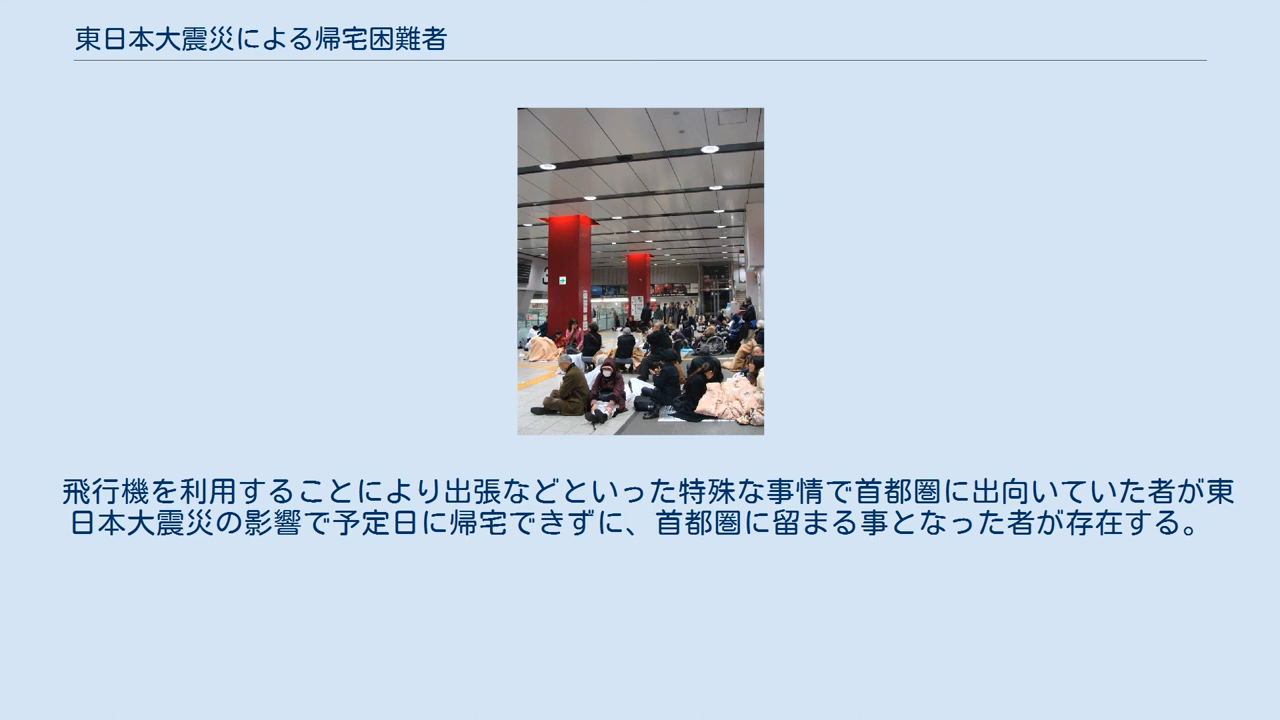 東日本大震災による帰宅困難者
飛行機を利用することにより出張などといった特殊な事情で首都圏に出向いていた者が東
日本大震災の影響で予定日に帰宅できずに、首都圏に留まる事となった者が存在する。